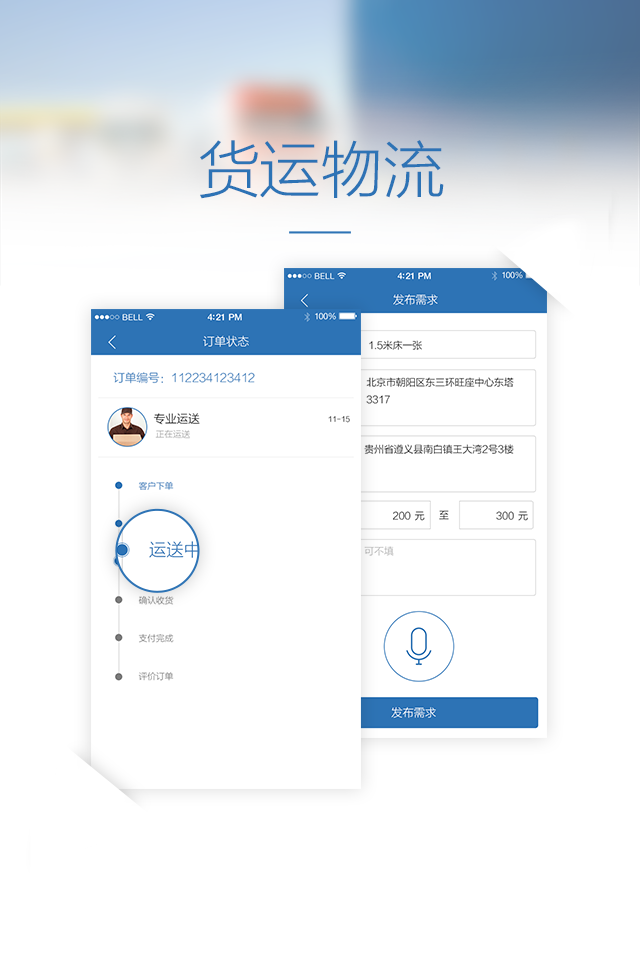 货运物流
BELL
4:21 PM
100%
发布需求
1.5米床一张
北京市朝阳区东三环旺座中心东塔
3317
贵州省遵义县南白镇王大湾2号3楼
200 元 至 300 元
可不填
发布需求
BELL
4:21 PM
100%
订单状态
订单编号：112234123412
专业运送
11-15
正在运送
客户下单
运送中
确认收货
支付完成
评价订单